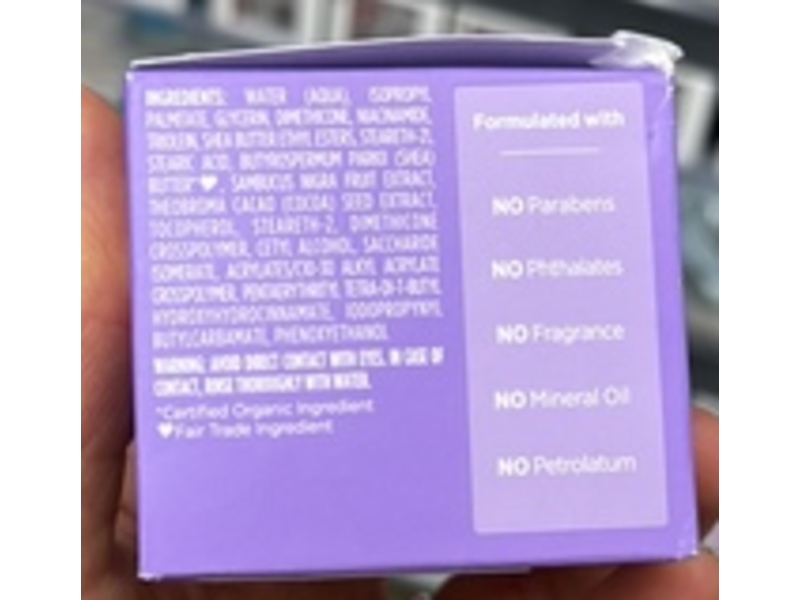 INGREDIENTS: WATER (AQUA), ISOPROPYL
PALMITATE, GLYCERIN, DIMETHICONE, NIACINAMIDE,
TRIOLEIN, SHEA BUTTER ETHYL ESTERS, STEARETH-21,
STEARIC ACID, BUTYROSPERMUM PARKII (SHEA)
BUTTER*♥, SAMBUCUS NIGRA FRUIT EXTRACT,
THEOBROMA CACAO (COCOA) SEED EXTRACT,
TOCOPHEROL, STEARETH-2, DIMETHICONE
CROSSPOLYMER, CETYL ALCOHOL, SACCHARIDE
ISOMERATE, ACRYLATES/C10-30 ALKYL ACRYLATE
CROSSPOLYMER, PENTAERYTHRITYL TETRA-DI-T-BUTYL
HYDROXYHYDROCINNAMATE, IODOPROPYNYL
BUTYLCARBAMATE, PHENOXYETHANOL
WARNING: AVOID DIRECT CONTACT WITH EYES. IN CASE OF
CONTACT, RINSE THOROUGHLY WITH WATER.
*Certified Organic Ingredient
♥Fair Trade Ingredient
Formulated with
NO Parabens
NO Phthalates
NO Fragrance
NO Mineral Oil
NO Petrolatum